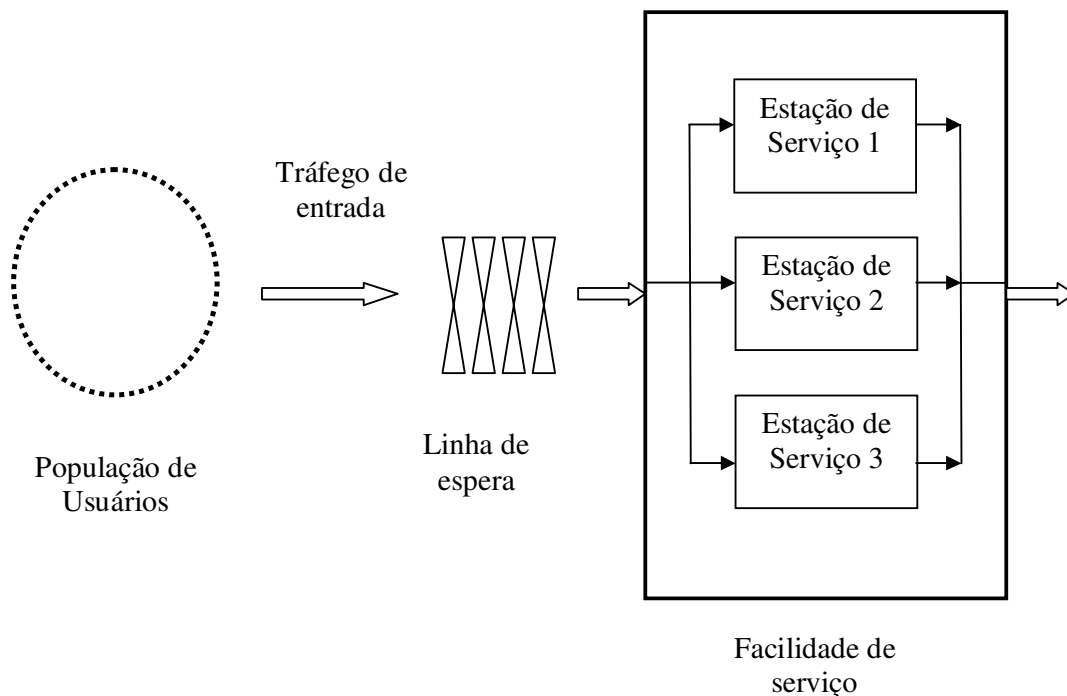 População de
Usuários
Tráfego de
entrada
Linha de
espera
Estação de
Serviço 1
Estação de
Serviço 2
Estação de
Serviço 3
Facilidade de
serviço